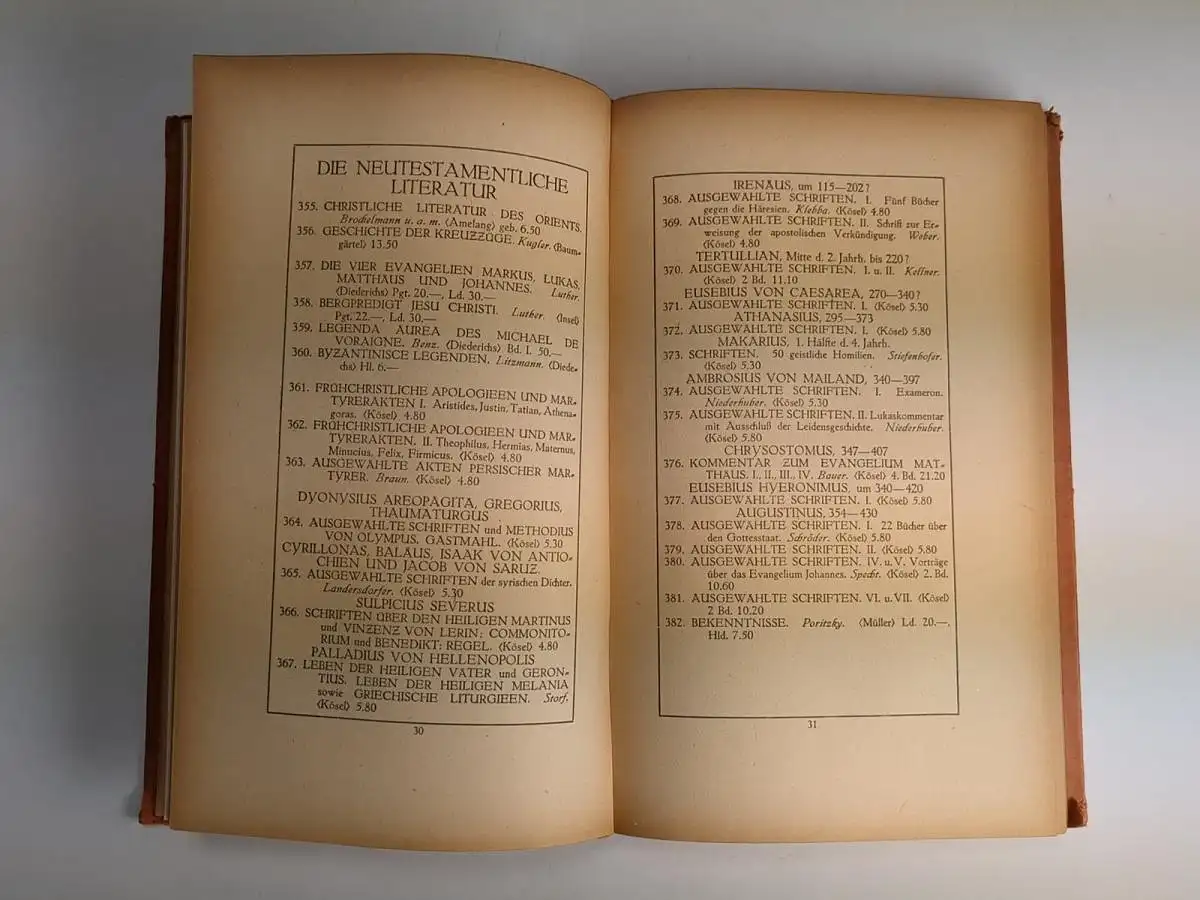 DIE NEUTESTAMENTLICHE
LITERATUR
355. CHRISTLICHE LITERATUR DES ORIENTS.
Brockelmann u. a. m. (Amelang) geb. 6.50
356. GESCHICHTE DER KREUZZÜGE. Kugler. (Baum-
gärtel) 13.50
357. DIE VIER EVANGELIEN MARKUS, LUKAS,
MATTHÄUS UND JOHANNES. Luther.
(Diederichs) Pgt. 20.—, Ld. 30.—
358. BERGPREDIGT JESU CHRISTI. Luther. (Insel)
Pgt. 22.—, Ld. 30.—
359. LEGENDA AUREA DES MICHAEL DE
VORAIGNE. Benz. (Diederichs) Bd. I. 50.—
360. BYZANTINISCE LEGENDEN. Litzmann. (Diede-
chs) Hl. 6.—
361. FRÜHCHRISTLICHE APOLOGIEEN UND MAR-
TYRERAKTEN I. Aristides, Justin, Tatian, Athena-
goras. (Kösel) 4.80
362. FRÜHCHRISTLICHE APOLOGIEEN UND MAR-
TYRERAKTEN. II. Theophilus, Hermias, Maternus,
Minucius, Felix, Firmicus. (Kösel) 4.80
363. AUSGEWÄHLTE AKTEN PERSISCHER MAR-
TYRER. Braun. (Kösel) 4.80
DYONYSIUS AREOPAGITA, GREGORIUS,
THAUMATURGUS
364. AUSGEWÄHLTE SCHRIFTEN und METHODIUS
VON OLYMPUS. GASTMAHL. (Kösel) 5.30
CYRILLONAS, BALÄUS, ISAAK VON ANTIO-
CHIEN UND JACOB VON SARUZ.
365. AUSGEWÄHLTE SCHRIFTEN der syrischen Dichter.
Landersdorfer. (Kösel) 5.30
SULPICIUS SEVERUS
366. SCHRIFTEN ÜBER DEN HEILIGEN MARTINUS
und VINZENZ VON LERIN: COMMONITO-
RIUM und BENEDIKT: REGEL. (Kösel) 4.80
PALLADIUS VON HELLENOPOLIS
367. LEBEN DER HEILIGEN VÄTER und GERON-
TIUS. LEBEN DER HEILIGEN MELANIA
sowie GRIECHISCHE LITURGIEEN. Storf.
(Kösel) 5.80
30
IRENÄUS, um 115—202?
368. AUSGEWÄHLTE SCHRIFTEN. I. Fünf Bücher
gegen die Häresien. Klebba. (Kösel) 4.80
369. AUSGEWÄHLTE SCHRIFTEN. II. Schrift zur Er-
weisung der apostolischen Verkündigung. Weber.
(Kösel) 4.80
TERTULLIAN, Mitte d. 2. Jahrh. bis 220?
370. AUSGEWÄHLTE SCHRIFTEN. I. u. II. Kellner.
(Kösel) 2 Bd. 11.10
EUSEBIUS VON CAESAREA, 270—340?
371. AUSGEWÄHLTE SCHRIFTEN. I. (Kösel) 5.30
ATHANASIUS, 295—373
372. AUSGEWÄHLTE SCHRIFTEN. I. (Kösel) 5.80
MAKARIUS, 1. Hälfte d. 4. Jahrh.
373. SCHRIFTEN. 50 geistliche Homilien. Stiefenhofer.
(Kösel) 5.30
AMBROSIUS VON MAILAND, 340—397
374. AUSGEWÄHLTE SCHRIFTEN. I. Exameron.
Niederhuber. (Kösel) 5.30
375. AUSGEWÄHLTE SCHRIFTEN. II. Lukaskommentar
mit Ausschluß der Leidensgeschichte. Niederhuber.
(Kösel) 5.80
CHRYSOSTOMUS, 347—407
376. KOMMENTAR ZUM EVANGELIUM MAT-
THÄUS. I., II., III., IV. Bauer. (Kösel) 4. Bd. 21.20
EUSEBIUS HYERONIMUS, um 340—420
377. AUSGEWÄHLTE SCHRIFTEN. I. (Kösel) 5.80
AUGUSTINUS, 354—430
378. AUSGEWÄHLTE SCHRIFTEN. I. 22 Bücher über
den Gottesstaat. Schröder. (Kösel) 5.80
379. AUSGEWÄHLTE SCHRIFTEN. II. (Kösel) 5.80
380. AUSGEWÄHLTE SCHRIFTEN. IV. u. V. Vorträge
über das Evangelium Johannes. Specht. (Kösel) 2. Bd.
10.60
381. AUSGEWÄHLTE SCHRIFTEN. VI. u. VII. (Kösel)
2 Bd. 10.20
382. BEKENNTNISSE. Poritzky. (Müller) Ld. 20.—,
Hld. 7.50
31